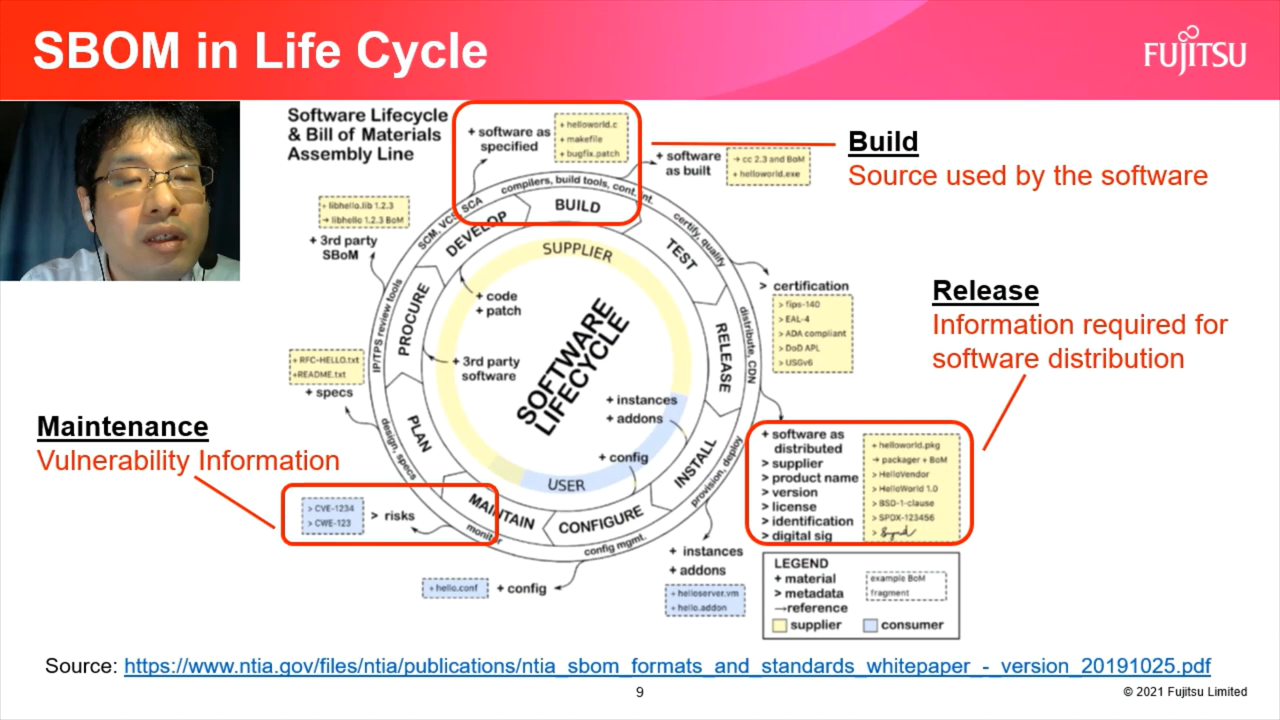 SBOM in Life Cycle
FUJITSU
Software Lifecycle
& Bill of Materials
Assembly Line
+ software as
specified
+ helloworld.c
+ makefile
+ bugfix.patch
+ software
as built
→ cc 2.3 and BoM
+ helloworld.exe
Build
Source used by the software
+ libhello.lib 1.2.3
→ libhello 1.2.3 BoM
+ 3rd party
SBoM
SCM, VCS, SCA
compilers, build tools, cont. int.
certify, qualify
distribute, CDN
provision, deploy
config mgmt.
monitor
design, specs
IP/TPS review tools
DEVELOP
BUILD
TEST
RELEASE
INSTALL
CONFIGURE
MAINTAIN
PLAN
PROCURE
SUPPLIER
+ code
+ patch
+ 3rd party
software
SOFTWARE
LIFECYCLE
+ instances
+ addons
+ config
USER
> certification
> fips-140
> EAL-4
> ADA compliant
> DoD APL
> USGv6
Release
Information required for
software distribution
+ RFC-HELLO.txt
+README.txt
+ specs
Maintenance
Vulnerability Information
> CVE-1234
> CWE-123
> risks
+ hello.conf
+ config
+ instances
+ addons
+ helloserver.vm
+ hello.addon
+ software as
distributed
> supplier
> product name
> version
> license
> identification
> digital sig
+ helloworld.pkg
→ packager + BoM
> HelloVendor
> HelloWorld 1.0
> BSD-1-clause
> SPDX-123456
>
LEGEND
+ material
> metadata
→reference
supplier
consumer
example BoM
fragment
Source: https://www.ntia.gov/files/ntia/publications/ntia_sbom_formats_and_standards_whitepaper_-_version_20191025.pdf
9
© 2021 Fujitsu Limited